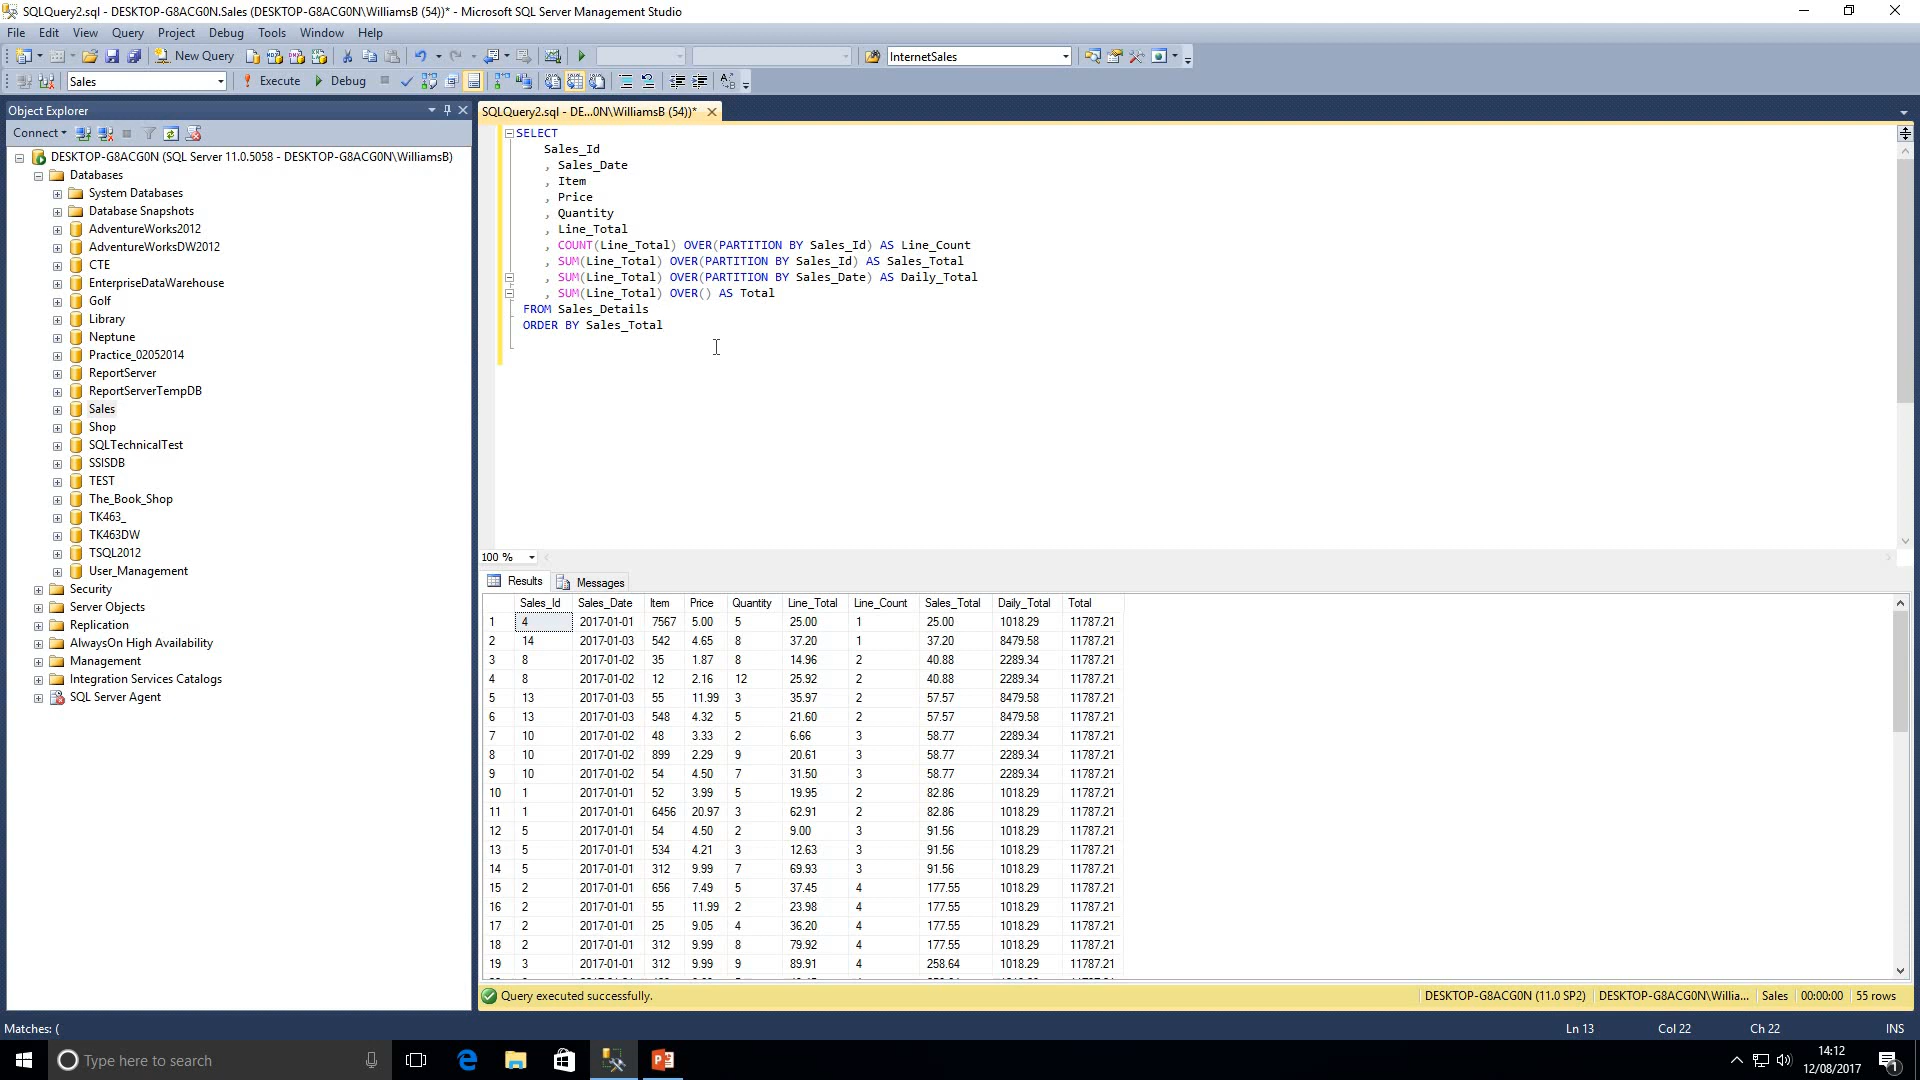 SQLQuery2.sql - DESKTOP-G8ACG0N.Sales (DESKTOP-G8ACG0N\WilliamsB (54))* - Microsoft SQL Server Management Studio
File Edit View Query Project Debug Tools Window Help
New Query InternetSales
Sales Execute Debug
Object Explorer
Connect
DESKTOP-G8ACG0N (SQL Server 11.0.5058 - DESKTOP-G8ACG0N\WilliamsB)
Databases
System Databases
Database Snapshots
AdventureWorks2012
AdventureWorksDW2012
CTE
EnterpriseDataWarehouse
Golf
Library
Neptune
Practice_02052014
ReportServer
ReportServerTempDB
Sales
Shop
SQLTechnicalTest
SSISDB
TEST
The_Book_Shop
TK463_
TK463DW
TSQL2012
User_Management
Security
Server Objects
Replication
AlwaysOn High Availability
Management
Integration Services Catalogs
SQL Server Agent
SQLQuery2.sql - DE...0N\WilliamsB (54))*
SELECT
Sales_Id
, Sales_Date
, Item
, Price
, Quantity
, Line_Total
, COUNT(Line_Total) OVER(PARTITION BY Sales_Id) AS Line_Count
, SUM(Line_Total) OVER(PARTITION BY Sales_Id) AS Sales_Total
, SUM(Line_Total) OVER(PARTITION BY Sales_Date) AS Daily_Total
, SUM(Line_Total) OVER() AS Total
FROM Sales_Details
ORDER BY Sales_Total
100 %
Results Messages
Sales_Id Sales_Date Item Price Quantity Line_Total Line_Count Sales_Total Daily_Total Total
1 4 2017-01-01 7567 5.00 5 25.00 1 25.00 1018.29 11787.21
2 14 2017-01-03 542 4.65 8 37.20 1 37.20 8479.58 11787.21
3 8 2017-01-02 35 1.87 8 14.96 2 40.88 2289.34 11787.21
4 8 2017-01-02 12 2.16 12 25.92 2 40.88 2289.34 11787.21
5 13 2017-01-03 55 11.99 3 35.97 2 57.57 8479.58 11787.21
6 13 2017-01-03 548 4.32 5 21.60 2 57.57 8479.58 11787.21
7 10 2017-01-02 48 3.33 2 6.66 3 58.77 2289.34 11787.21
8 10 2017-01-02 899 2.29 9 20.61 3 58.77 2289.34 11787.21
9 10 2017-01-02 54 4.50 7 31.50 3 58.77 2289.34 11787.21
10 1 2017-01-01 52 3.99 5 19.95 2 82.86 1018.29 11787.21
11 1 2017-01-01 6456 20.97 3 62.91 2 82.86 1018.29 11787.21
12 5 2017-01-01 54 4.50 2 9.00 3 91.56 1018.29 11787.21
13 5 2017-01-01 534 4.21 3 12.63 3 91.56 1018.29 11787.21
14 5 2017-01-01 312 9.99 7 69.93 3 91.56 1018.29 11787.21
15 2 2017-01-01 656 7.49 5 37.45 4 177.55 1018.29 11787.21
16 2 2017-01-01 55 11.99 2 23.98 4 177.55 1018.29 11787.21
17 2 2017-01-01 25 9.05 4 36.20 4 177.55 1018.29 11787.21
18 2 2017-01-01 312 9.99 8 79.92 4 177.55 1018.29 11787.21
19 3 2017-01-01 312 9.99 9 89.91 4 258.64 1018.29 11787.21
Query executed successfully. DESKTOP-G8ACG0N (11.0 SP2) DESKTOP-G8ACG0N\Willia... Sales 00:00:00 55 rows
Matches: ( Ln 13 Col 22 Ch 22 INS
Type here to search
14:12
12/08/2017
1